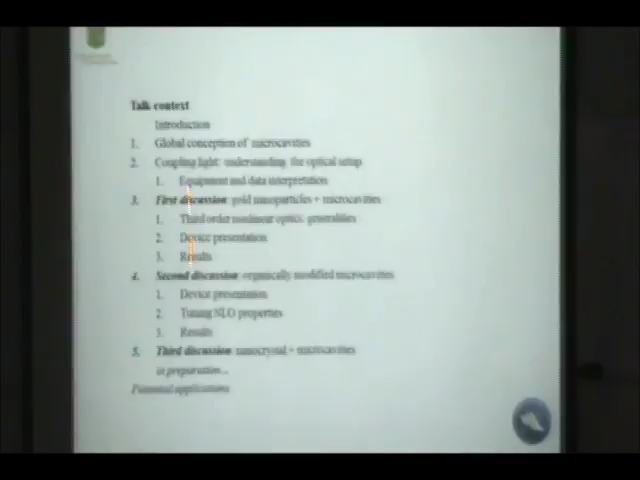 Talk context
Introduction
1. Global conception of microcavities
2. Coupling light: understanding the optical setup
1. Equipment and data interpretation
3. First discussion: gold nanoparticles + microcavities
1. Third order nonlinear optics: generalities
2. Device presentation
3. Results
4. Second discussion: organically modified microcavities
1. Device presentation
2. Tuning NLO properties
3. Results
5. Third discussion: nanocrystal + microcavities
in preparation...
Potential applications